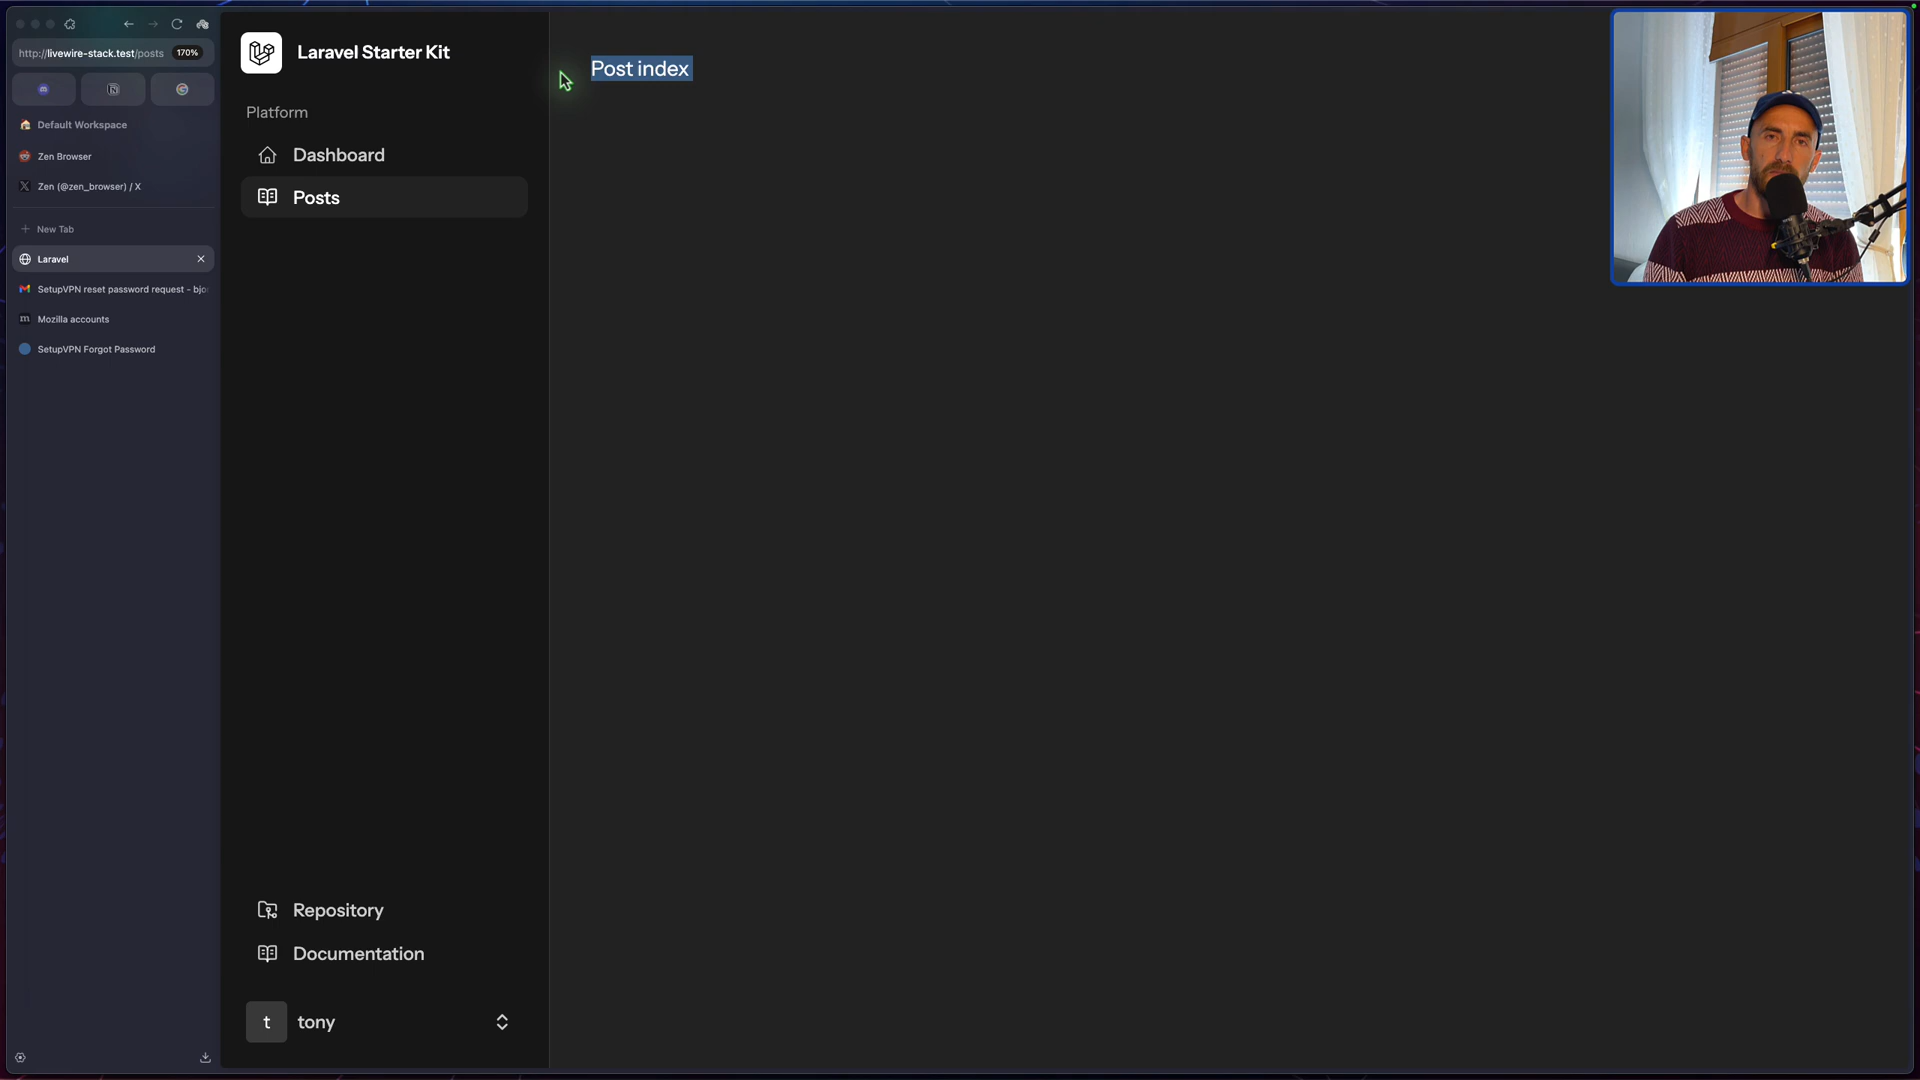 http://livewire-stack.test/posts
170%
Default Workspace
Zen Browser
Zen (@zen_browser) / X
New Tab
Laravel
SetupVPN reset password request - bjo
Mozilla accounts
SetupVPN Forgot Password
Laravel Starter Kit
Platform
Dashboard
Posts
Repository
Documentation
t
tony
Post index